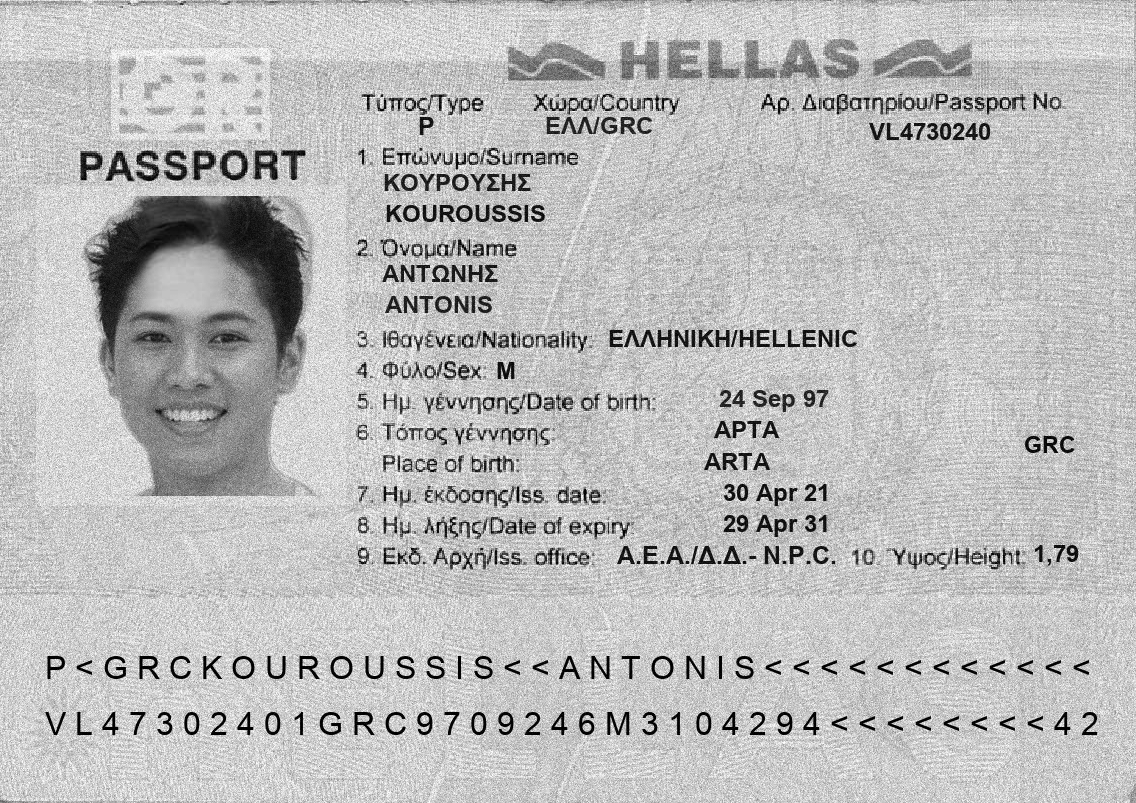 HELLAS
GR
PASSPORT
Τύπος/Type Χώρα/Country Αρ. Διαβατηρίου/Passport No.
P ΕΛΛ/GRC VL4730240
1. Επώνυμο/Surname
ΚΟΥΡΟΥΣΗΣ
KOUROUSSIS
2. Όνομα/Name
ΑΝΤΩΝΗΣ
ANTONIS
3. Ιθαγένεια/Nationality: ΕΛΛΗΝΙΚΗ/HELLENIC
4. Φύλο/Sex: M
5. Ημ. γέννησης/Date of birth: 24 Sep 97
6. Τόπος γέννησης: ΑΡΤΑ
Place of birth: ARTA GRC
7. Ημ. έκδοσης/Iss. date: 30 Apr 21
8. Ημ. λήξης/Date of expiry: 29 Apr 31
9. Εκδ. Αρχή/Iss. office: Α.Ε.Α./Δ.Δ.- N.P.C. 10. Ύψος/Height: 1,79
P<GRCKOUROUSSIS<<ANTONIS<<<<<<<<<<<<
VL47302401GRC9709246M3104294<<<<<<<<42